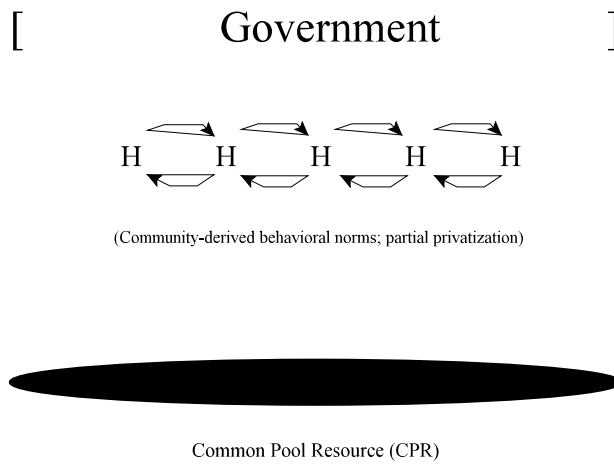 [ Government ]
H H H H H
(Community-derived behavioral norms; partial privatization)
Common Pool Resource (CPR)